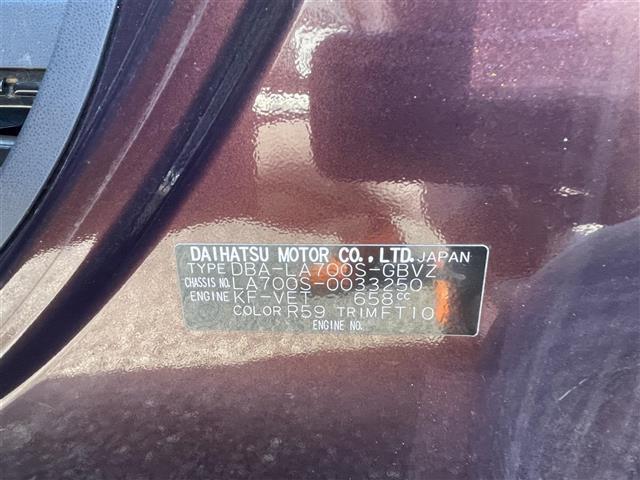 DAIHATSU MOTOR CO., LTD. JAPAN
TYPE DBA-LA700S-GBVZ
CHASSIS NO. LA700S-0033250
ENGINE KF-VET 658cc
COLOR R59 TRIM FT10
ENGINE NO.